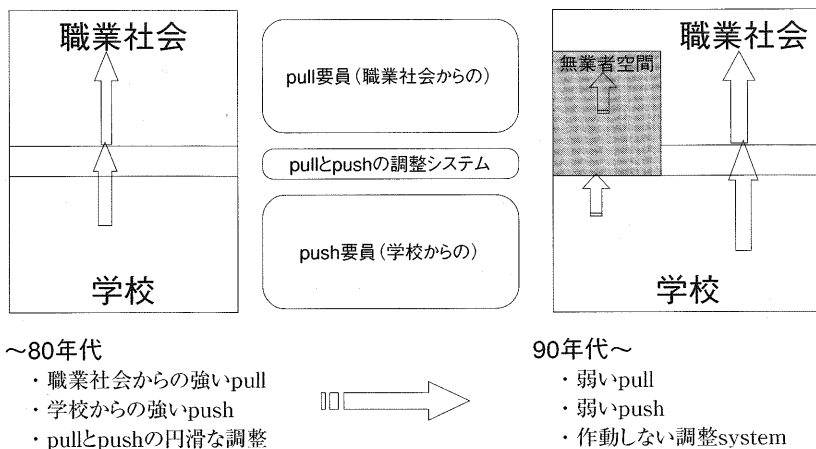 職業社会
学校
pull要員(職業社会からの)
pullとpushの調整システム
push要員(学校からの)
職業社会
無業者空間
学校
～80年代
・職業社会からの強いpull
・学校からの強いpush
・pullとpushの円滑な調整
90年代～
・弱いpull
・弱いpush
・作動しない調整system